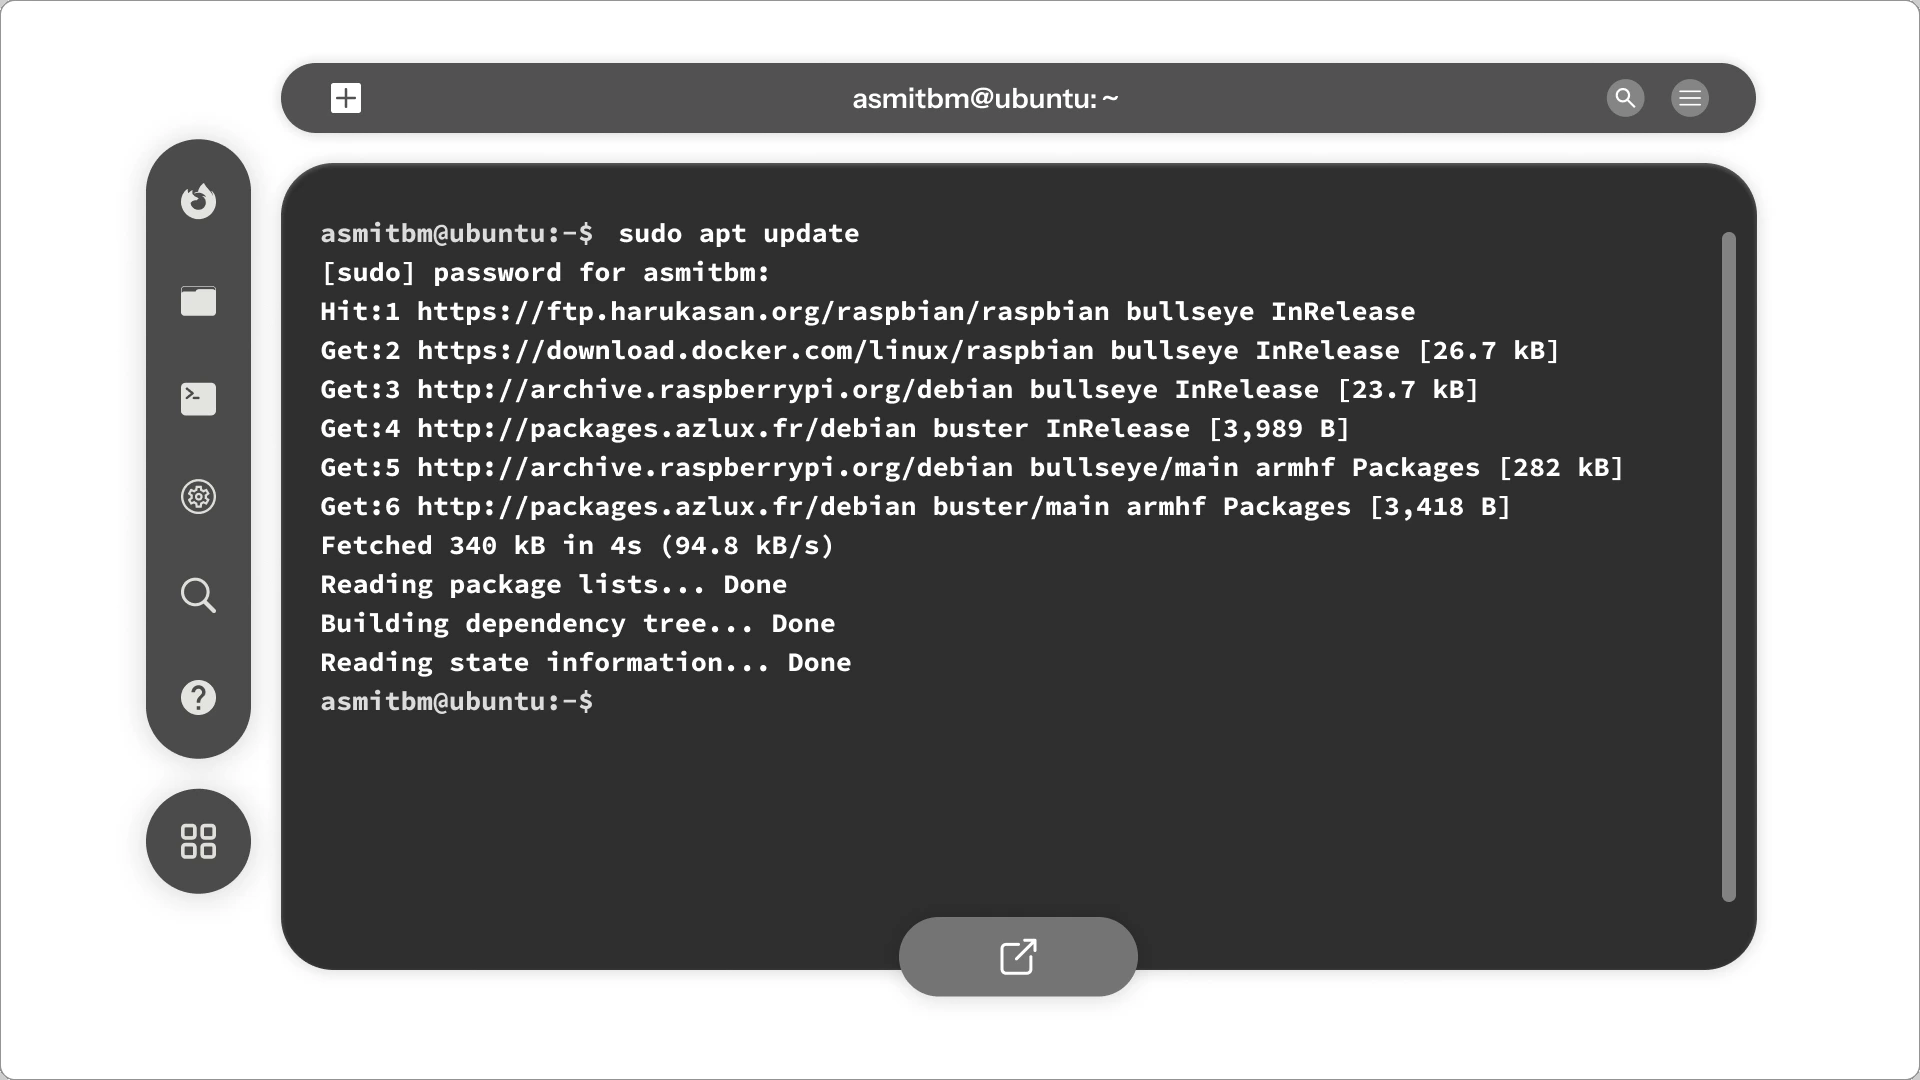 asmitbm@ubuntu: ~
asmitbm@ubuntu:-$ sudo apt update
[sudo] password for asmitbm:
Hit:1 https://ftp.harukasan.org/raspbian/raspbian bullseye InRelease
Get:2 https://download.docker.com/linux/raspbian bullseye InRelease [26.7 kB]
Get:3 http://archive.raspberrypi.org/debian bullseye InRelease [23.7 kB]
Get:4 http://packages.azlux.fr/debian buster InRelease [3,989 B]
Get:5 http://archive.raspberrypi.org/debian bullseye/main armhf Packages [282 kB]
Get:6 http://packages.azlux.fr/debian buster/main armhf Packages [3,418 B]
Fetched 340 kB in 4s (94.8 kB/s)
Reading package lists... Done
Building dependency tree... Done
Reading state information... Done
asmitbm@ubuntu:-$